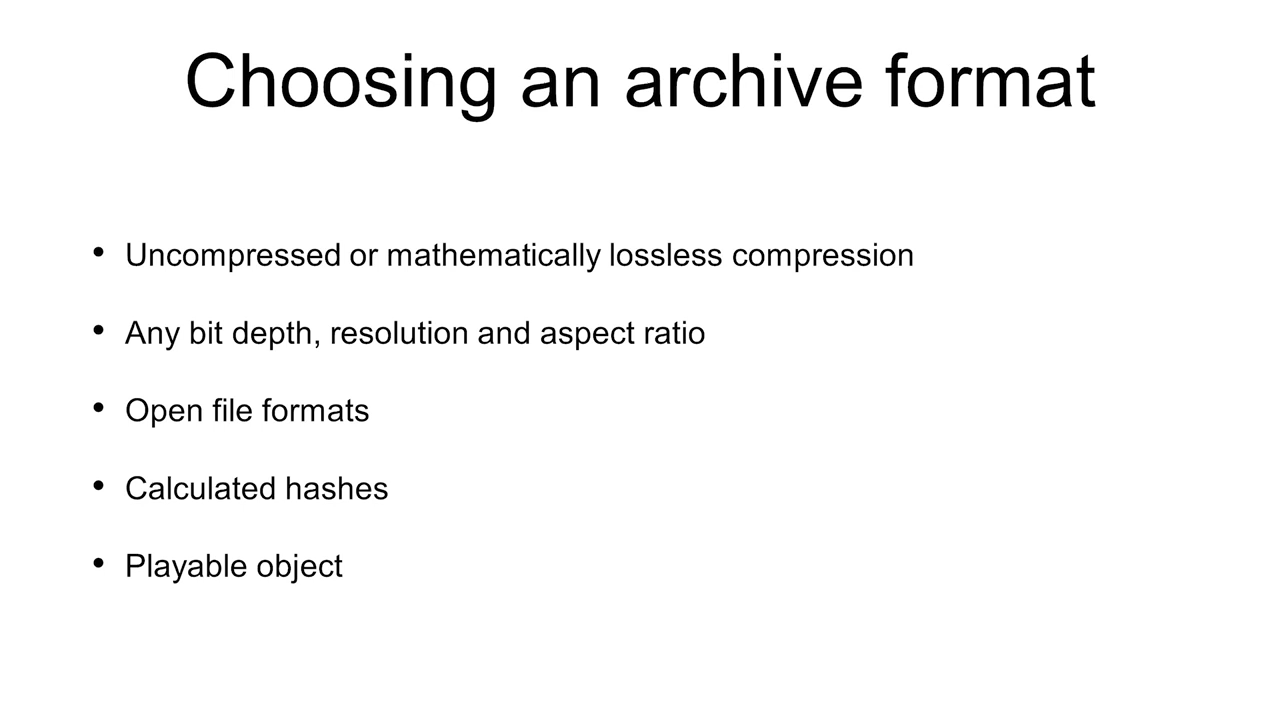 Choosing an archive format
• Uncompressed or mathematically lossless compression
• Any bit depth, resolution and aspect ratio
• Open file formats
• Calculated hashes
• Playable object